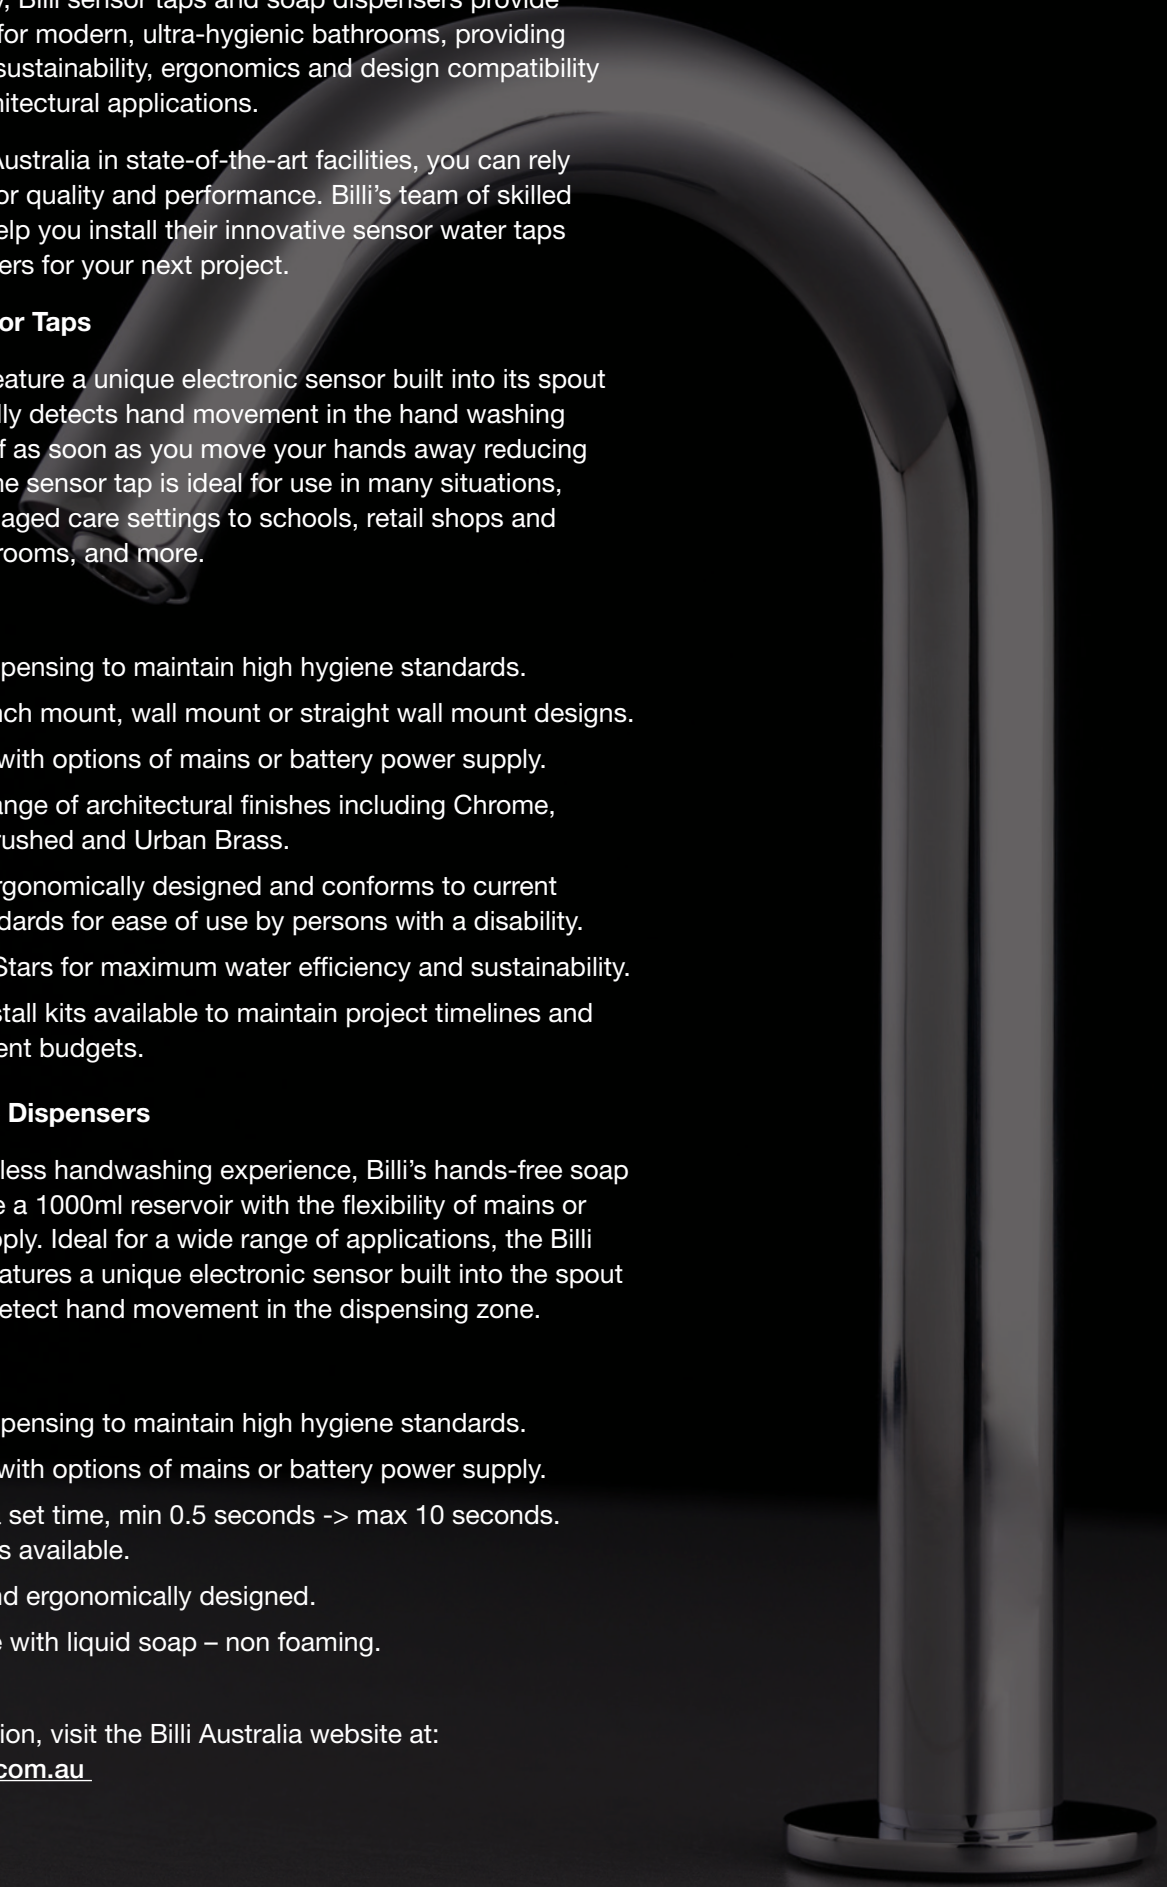 , Billi sensor taps and soap dispensers provide
for modern, ultra-hygienic bathrooms, providing
sustainability, ergonomics and design compatibility
hitectural applications.
Australia in state-of-the-art facilities, you can rely
or quality and performance. Billi’s team of skilled
elp you install their innovative sensor water taps
ers for your next project.
or Taps
eature a unique electronic sensor built into its spout
lly detects hand movement in the hand washing
f as soon as you move your hands away reducing
he sensor tap is ideal for use in many situations,
aged care settings to schools, retail shops and
rooms, and more.
pensing to maintain high hygiene standards.
nch mount, wall mount or straight wall mount designs.
with options of mains or battery power supply.
ange of architectural finishes including Chrome,
rushed and Urban Brass.
rgonomically designed and conforms to current
dards for ease of use by persons with a disability.
Stars for maximum water efficiency and sustainability.
stall kits available to maintain project timelines and
ent budgets.
Dispensers
less handwashing experience, Billi’s hands-free soap
e a 1000ml reservoir with the flexibility of mains or
pply. Ideal for a wide range of applications, the Billi
eatures a unique electronic sensor built into the spout
detect hand movement in the dispensing zone.
pensing to maintain high hygiene standards.
with options of mains or battery power supply.
set time, min 0.5 seconds -> max 10 seconds.
s available.
nd ergonomically designed.
e with liquid soap – non foaming.
ion, visit the Billi Australia website at:
com.au